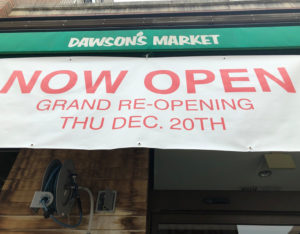 DAWSON'S MARKET
NOW OPEN
GRAND RE-OPENING
THU DEC. 20TH